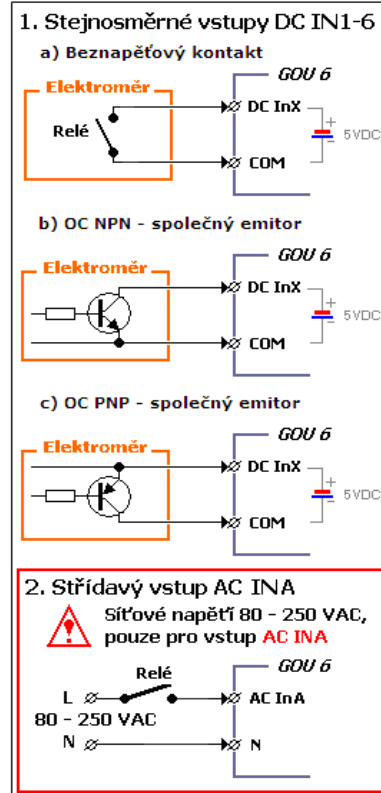 1. Stejnosměrné vstupy DC IN1-6
a) Beznapěťový kontakt
GOU 6
Elektroměr
DC InX
Relé
+
5VDC
COM
b) OC NPN - společný emitor
GOU 6
Elektroměr
DC InX
+
5VDC
COM
c) OC PNP - společný emitor
GOU 6
Elektroměr
DC InX
+
5VDC
COM
2. Střídavý vstup AC INA
Síťové napětí 80 - 250 VAC,
pouze pro vstup AC INA
Relé
GOU 6
L
AC InA
80 - 250 VAC
N
N